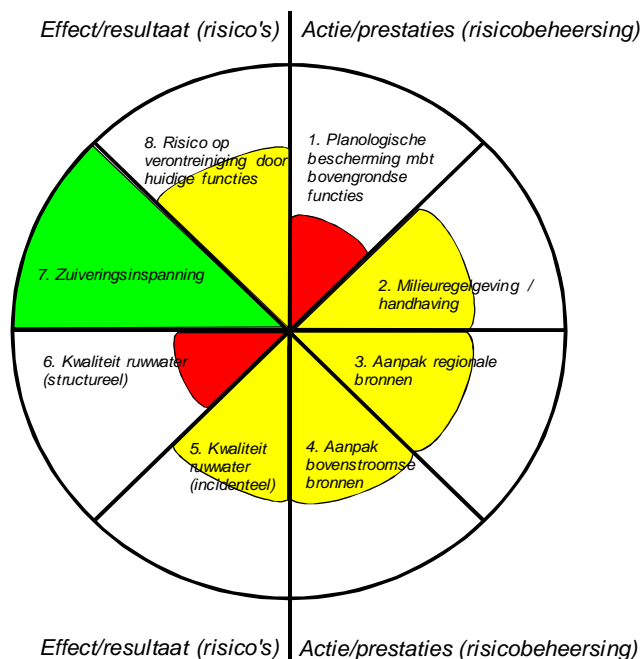 Effect/resultaat (risico's)
Actie/prestaties (risicobeheersing)
1. Planologische
bescherming mbt
bovengrondse
functies
2. Milieuregelgeving /
handhaving
3. Aanpak regionale
bronnen
4. Aanpak
bovenstroomse
bronnen
5. Kwaliteit
ruwwater
(incidenteel)
6. Kwaliteit ruwwater
(structureel)
7. Zuiveringsinspanning
8. Risico op
verontreiniging door
huidige functies
Effect/resultaat (risico's)
Actie/prestaties (risicobeheersing)